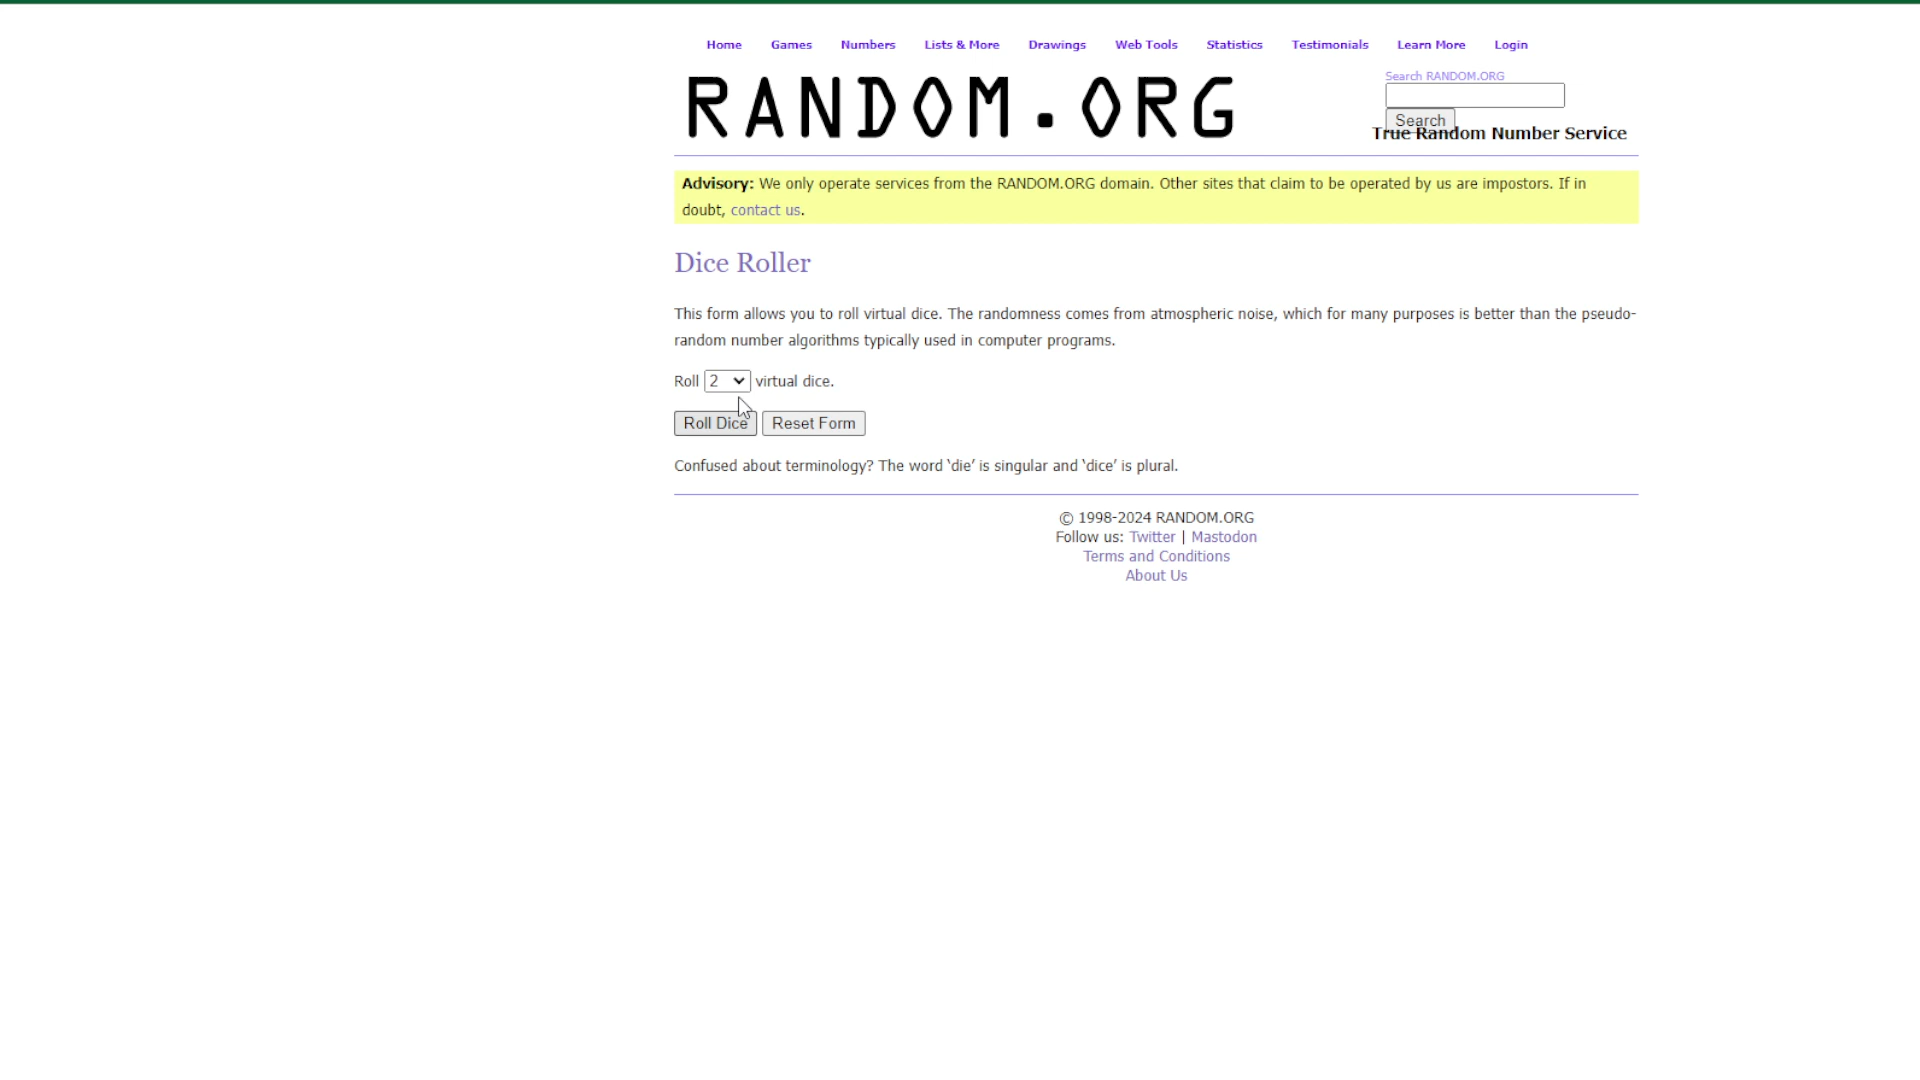 Home Games Numbers Lists & More Drawings Web Tools Statistics Testimonials Learn More Login
RANDOM.ORG
Search RANDOM.ORG
Search
True Random Number Service
Advisory: We only operate services from the RANDOM.ORG domain. Other sites that claim to be operated by us are impostors. If in
doubt, contact us.
Dice Roller
This form allows you to roll virtual dice. The randomness comes from atmospheric noise, which for many purposes is better than the pseudo-
random number algorithms typically used in computer programs.
Roll 2 virtual dice.
Roll Dice Reset Form
Confused about terminology? The word ‘die’ is singular and ‘dice’ is plural.
© 1998-2024 RANDOM.ORG
Follow us: Twitter | Mastodon
Terms and Conditions
About Us